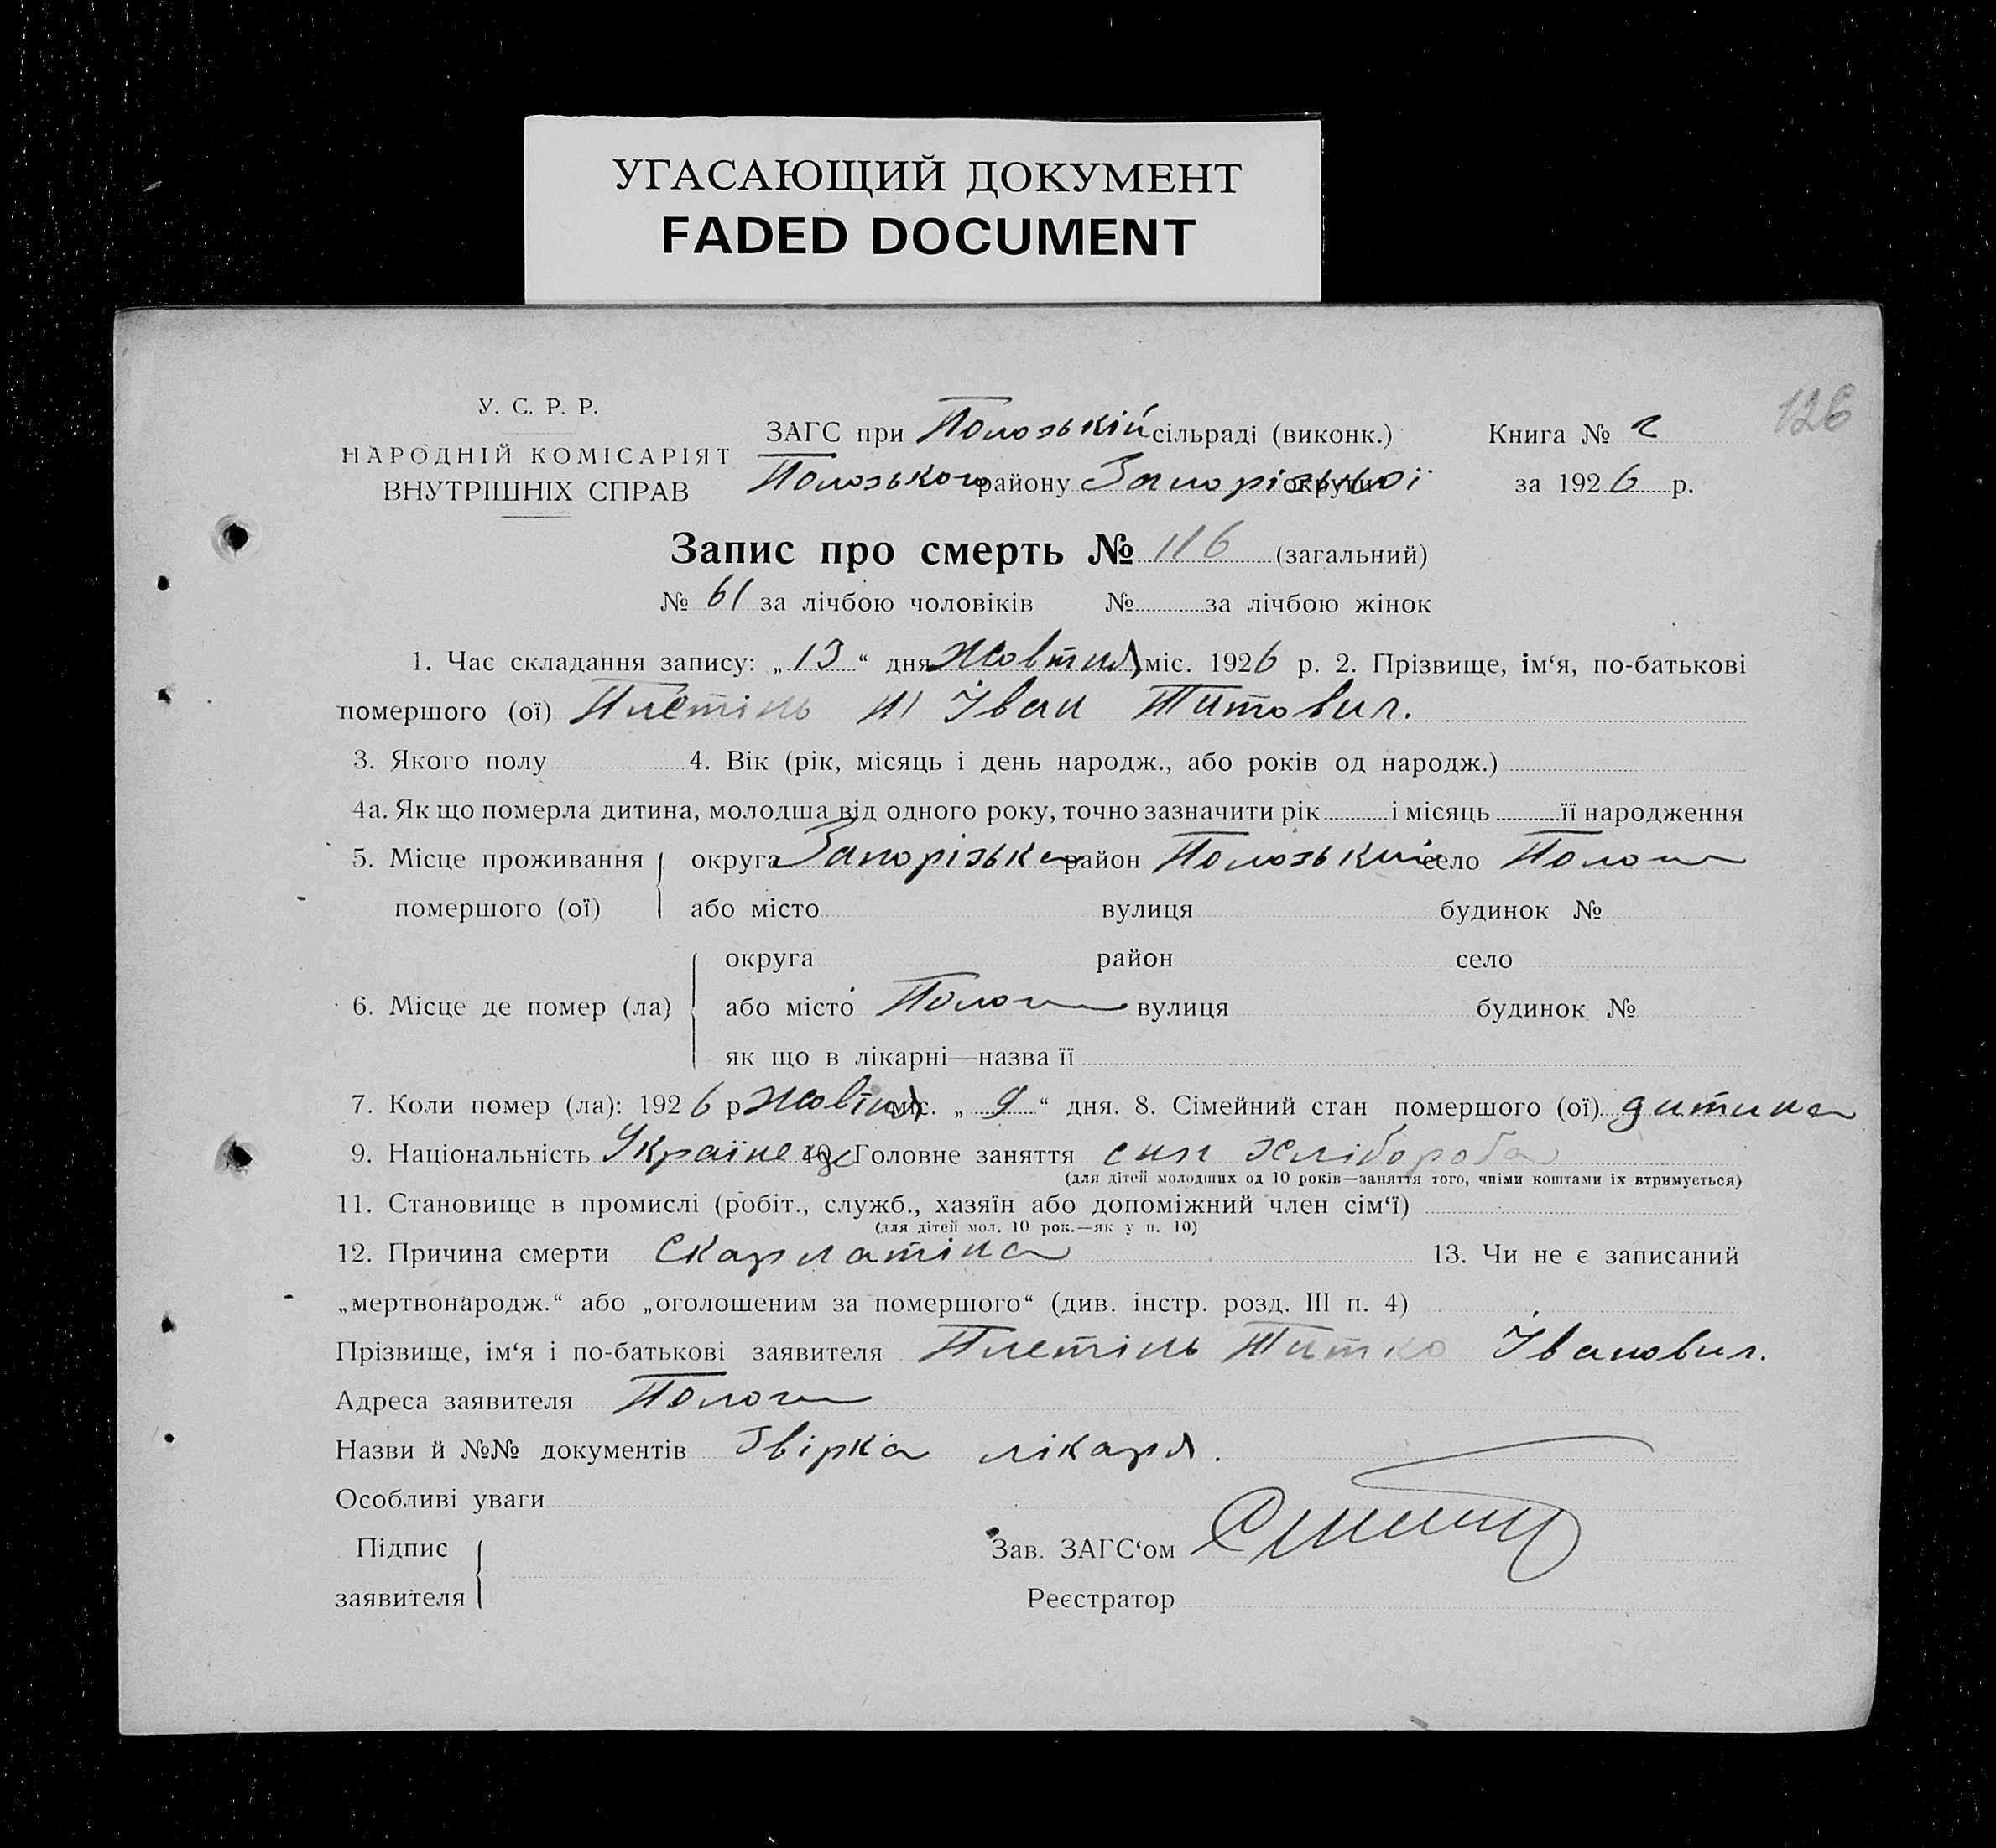 УГАСАЮЩИЙ ДОКУМЕНТ
FADED DOCUMENT
126
У. С. Р. Р.
НАРОДНІЙ КОМІСАРІЯТ
ВНУТРІШНІХ СПРАВ
ЗАГС при Пологській сільраді (виконк.)
Пологського району Запорізької округи
Книга № 2
за 1926 р.
Запис про смерть № 116 (загальний)
№ 61 за лічбою чоловіків № за лічбою жінок
1. Час складання запису: „13“ дня Жовтня міс. 1926 р. 2. Прізвище, ім‘я, по-батькові
помершого (ої) Плетінь Іван Титович.
3. Якого полу 4. Вік (рік, місяць і день народж., або років од народж.)
4а. Як що померла дитина, молодша від одного року, точно зазначити рік і місяць її народження
5. Місце проживання помершого (ої) округа Запорізька район Пологський село Пологи
або місто вулиця будинок №
6. Місце де помер (ла) округа район село
або місто Пологи вулиця будинок №
як що в лікарні—назва її
7. Коли помер (ла): 1926 р Жовтня міс. „9“ дня. 8. Сімейний стан помершого (ої) дитина
9. Національність Українець 10. Головне заняття син хлібороба
(для дітей молодших од 10 років—заняття того, чиїми коштами їх втримується)
11. Становище в промислі (робіт., служб., хазяїн або допоміжний член сім‘ї)
(для дітей мол. 10 рок.—як у п. 10)
12. Причина смерти Скарлатіна 13. Чи не є записаний
„мертвонародж.“ або „оголошеним за помершого“ (див. інстр. розд. III п. 4)
Прізвище, ім‘я і по-батькові заявителя Плетінь Титко Іванович.
Адреса заявителя Пологи
Назви й №№ документів Звірка лікаря.
Особливі уваги
Підпис заявителя
Зав. ЗАГС‘ом
Реєстратор